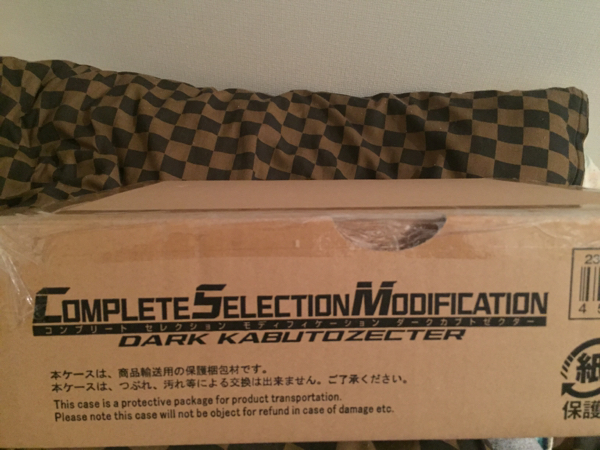 COMPLETE SELECTION MODIFICATION
コンプリート セレクション モディフィケーション ダークカブトゼクター
DARK KABUTOZECTER
本ケースは、商品輸送用の保護梱包材です。
本ケースは、つぶれ、汚れ等による交換は出来ません。ご了承ください。
This case is a protective package for product transportation.
Please note this case will not be object for refund in case of damage etc.
23
4
紙
保護